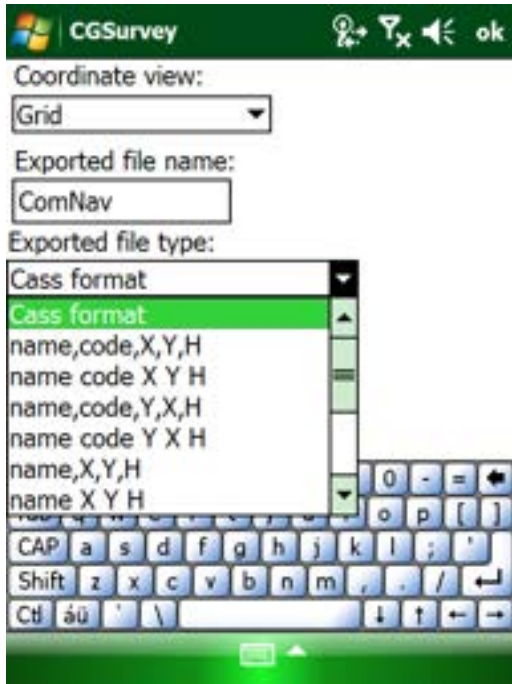 CGSurvey ok
Coordinate view:
Grid
Exported file name:
ComNav
Exported file type:
Cass format
Cass format
name,code,X,Y,H
name code X Y H
name,code,Y,X,H
name code Y X H
name,X,Y,H
name X Y H
0 - =
o p [ ]
CAP a s d f g h j k l ; '
Shift z x c v b n m , . /
Ctl áü ` \